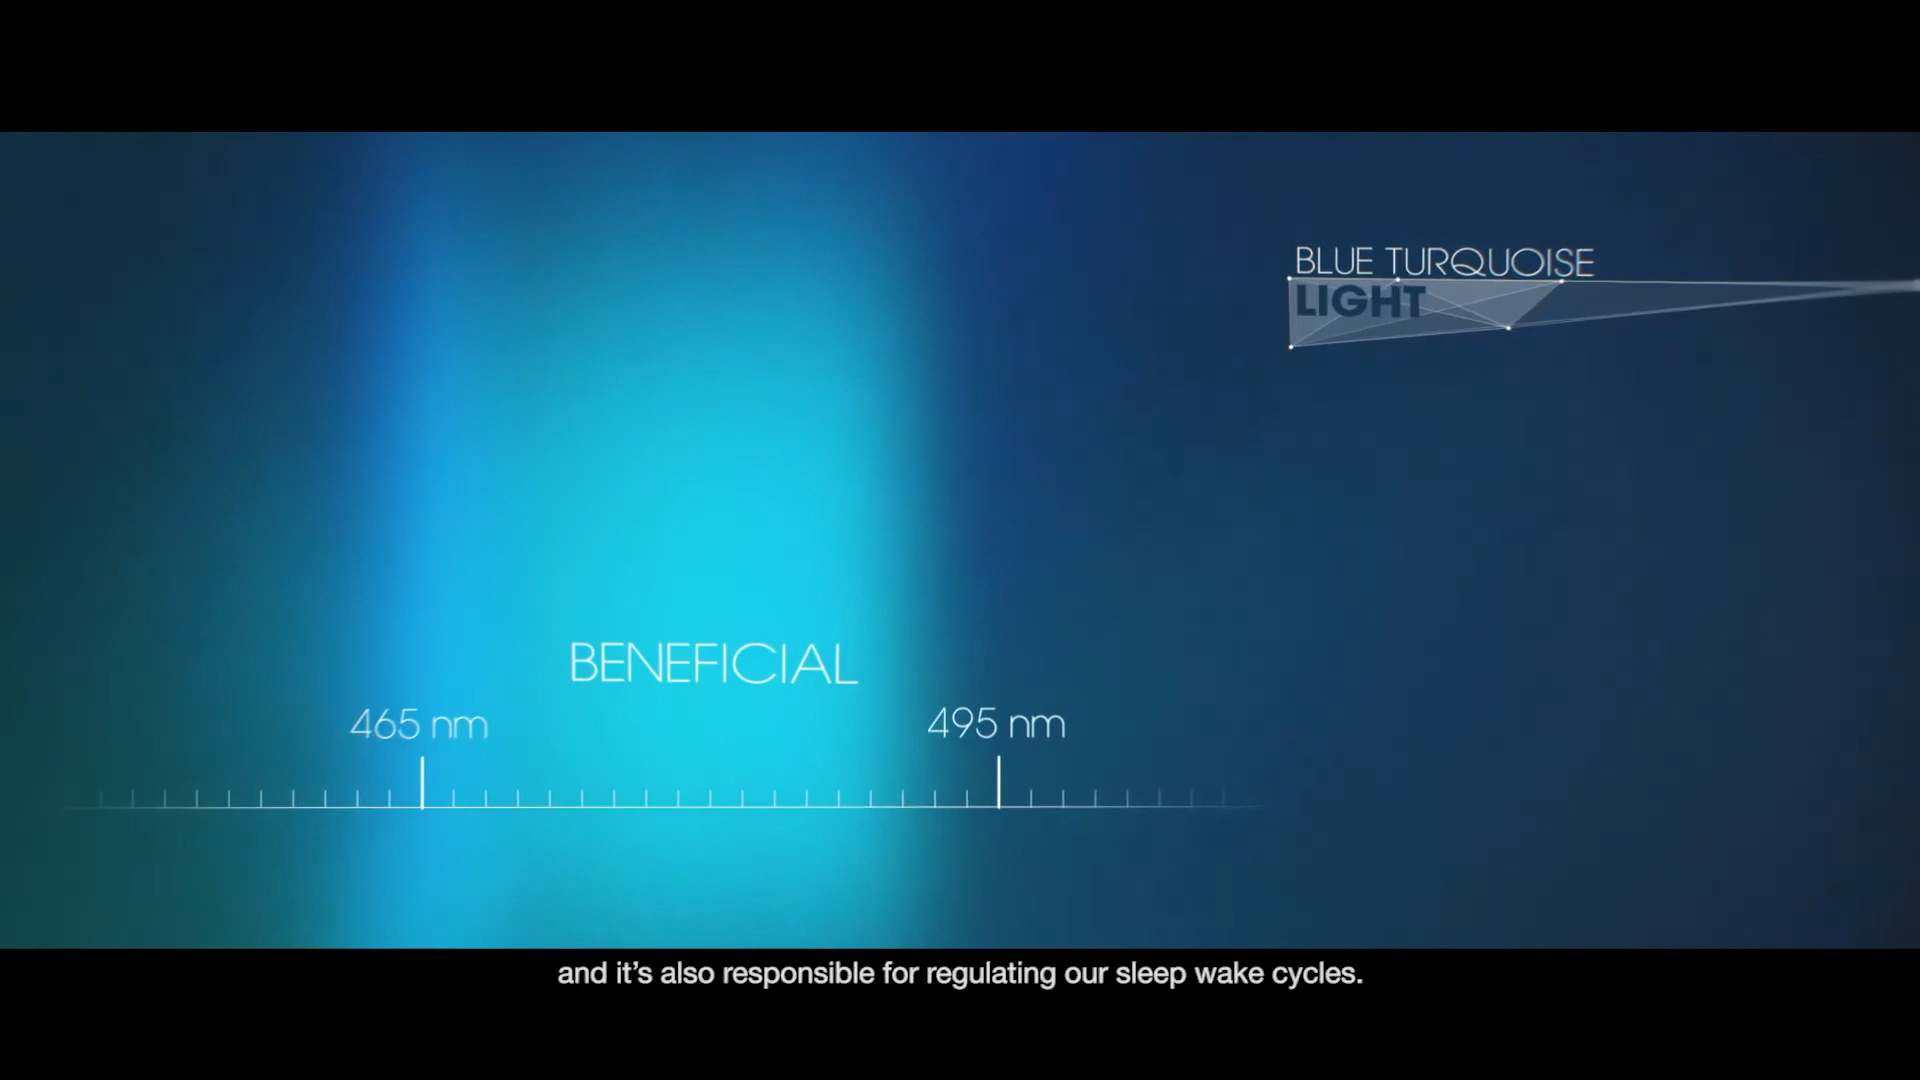 BLUE TURQUOISE
LIGHT
BENEFICIAL
465 nm
495 nm
and it’s also responsible for regulating our sleep wake cycles.